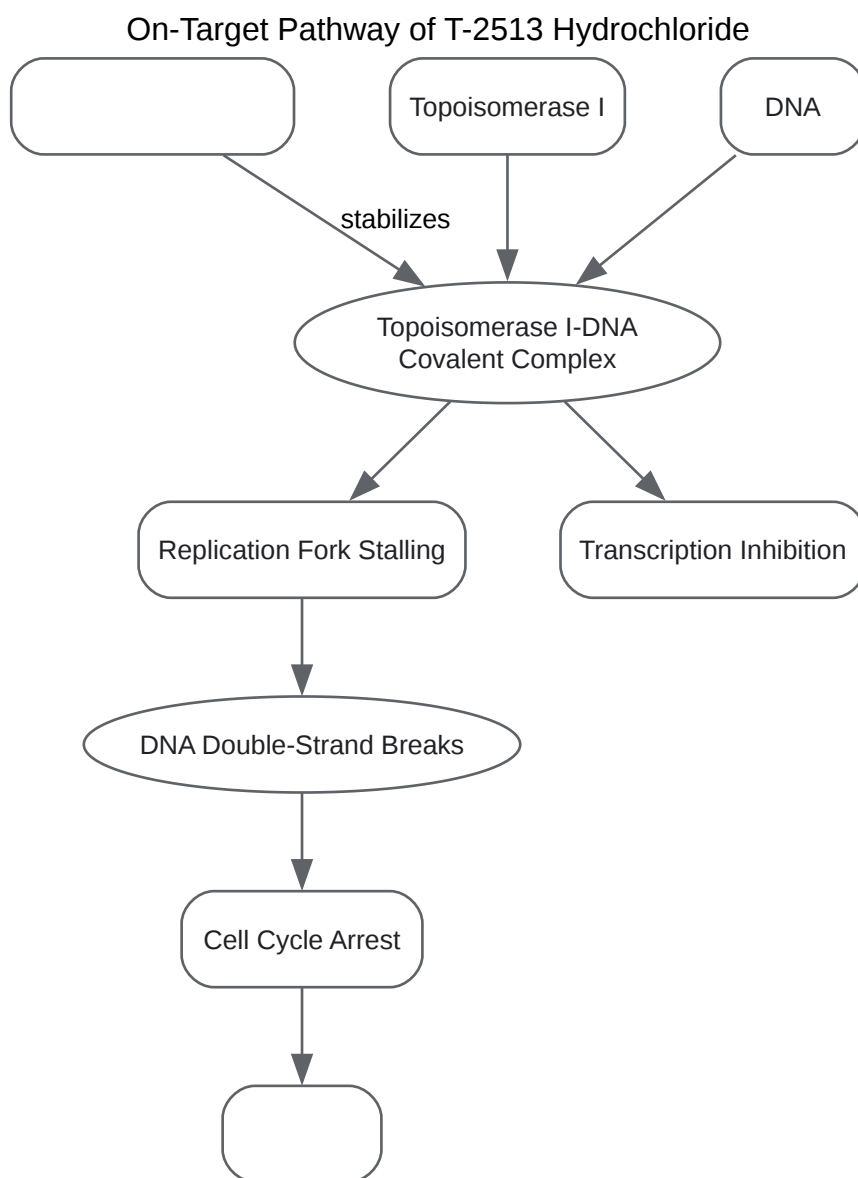 On-Target Pathway of T-2513 Hydrochloride
Topoisomerase I
DNA
stabilizes
Topoisomerase I-DNA
Covalent Complex
Replication Fork Stalling
Transcription Inhibition
DNA Double-Strand Breaks
Cell Cycle Arrest